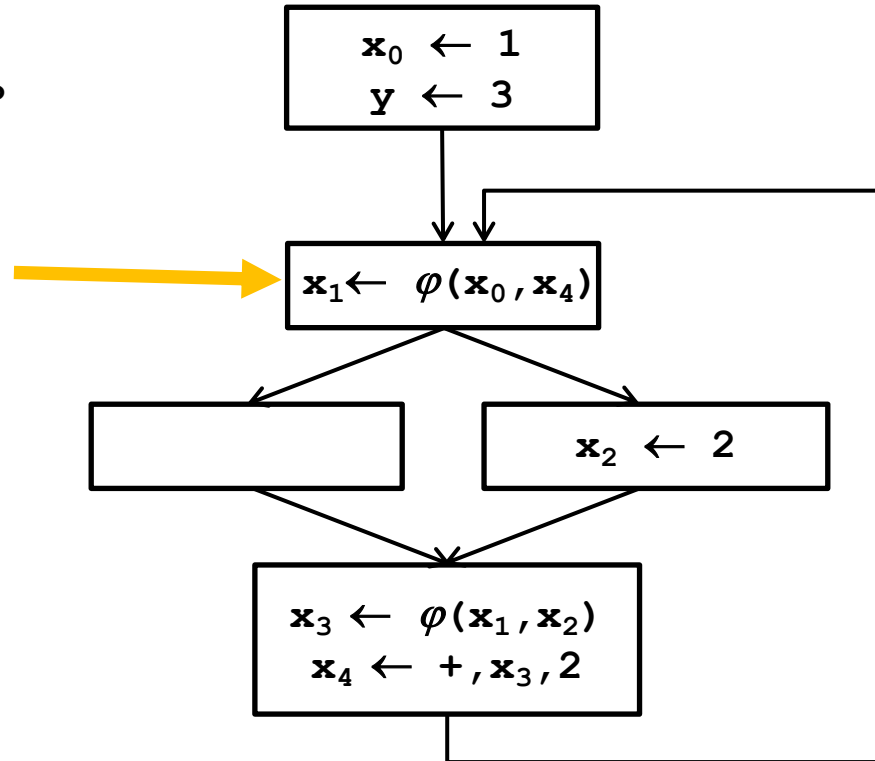 x₀ ← 1
y ← 3
x₁← φ(x₀,x₄)
x₂ ← 2
x₃ ← φ(x₁,x₂)
x₄ ← +,x₃,2